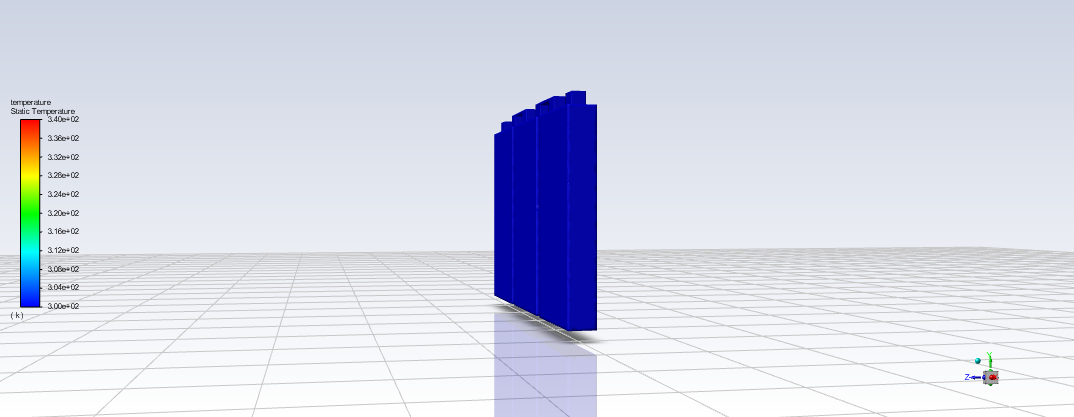 temperature
Static Temperature
3.40e+02
3.36e+02
3.32e+02
3.28e+02
3.24e+02
3.20e+02
3.16e+02
3.12e+02
3.08e+02
3.04e+02
3.00e+02
( k )
Y
Z